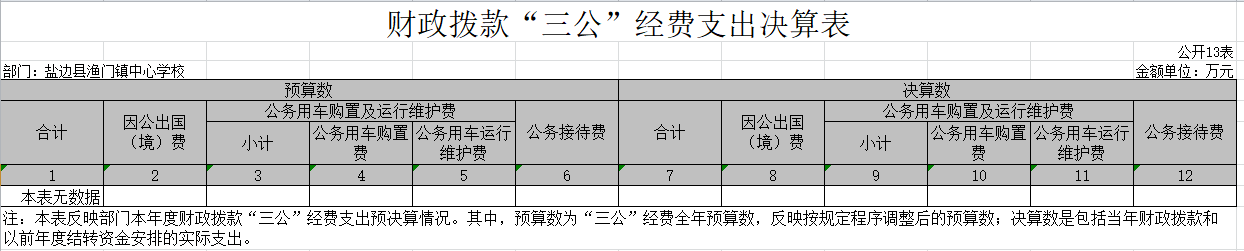 财政拨款“三公”经费支出决算表
公开13表
部门：盐边县渔门镇中心学校 金额单位：万元
预算数 决算数
合计 因公出国（境）费 公务用车购置及运行维护费 公务接待费 合计 因公出国（境）费 公务用车购置及运行维护费 公务接待费
小计 公务用车购置费 公务用车运行维护费 小计 公务用车购置费 公务用车运行维护费
1 2 3 4 5 6 7 8 9 10 11 12
本表无数据
注：本表反映部门本年度财政拨款“三公”经费支出预决算情况。其中，预算数为“三公”经费全年预算数，反映按规定程序调整后的预算数；决算数是包括当年财政拨款和
以前年度结转资金安排的实际支出。